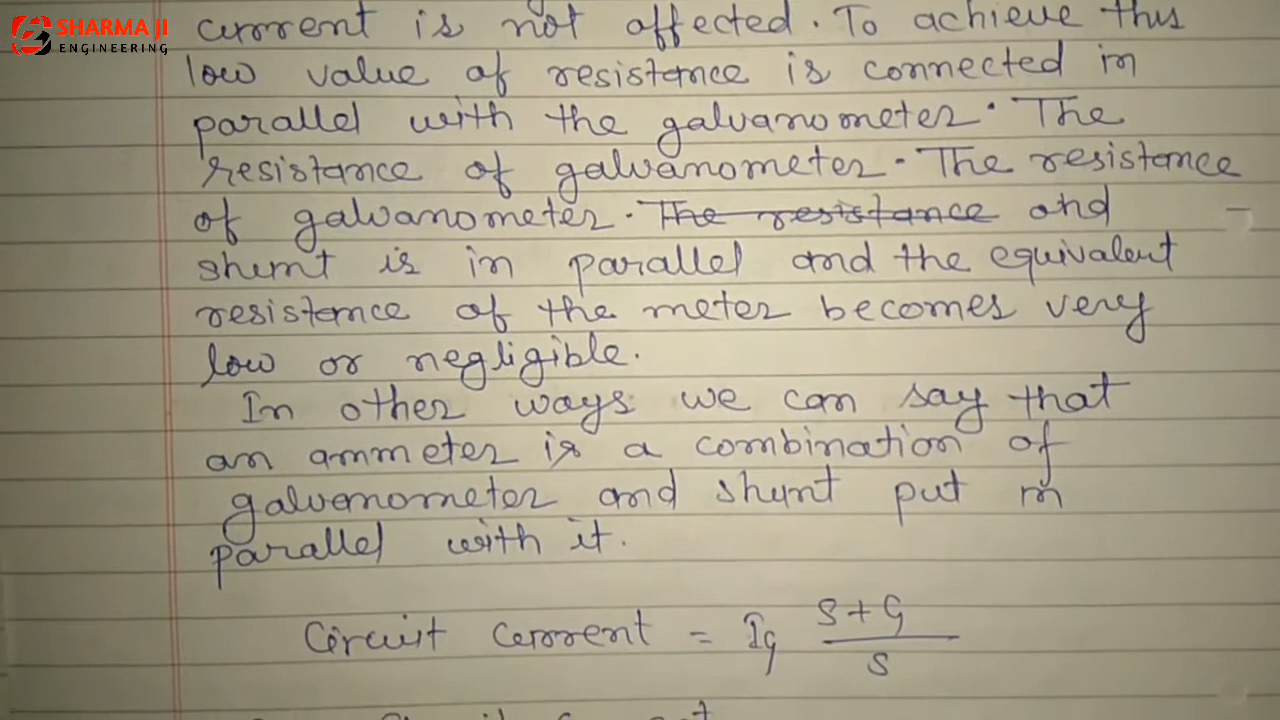 SHARMA JI
ENGINEERING
current is not affected. To achieve this
low value of resistance is connected in
parallel with the galvanometer. The
resistance of galvanometer. The resistance
of galvanometer. The resistance and
shunt is in parallel and the equivalent
resistance of the meter becomes very
low or negligible.
In other ways we can say that
an ammeter is a combination of
galvanometer and shunt put in
parallel with it.
Circuit current = Ig (S+G)/S